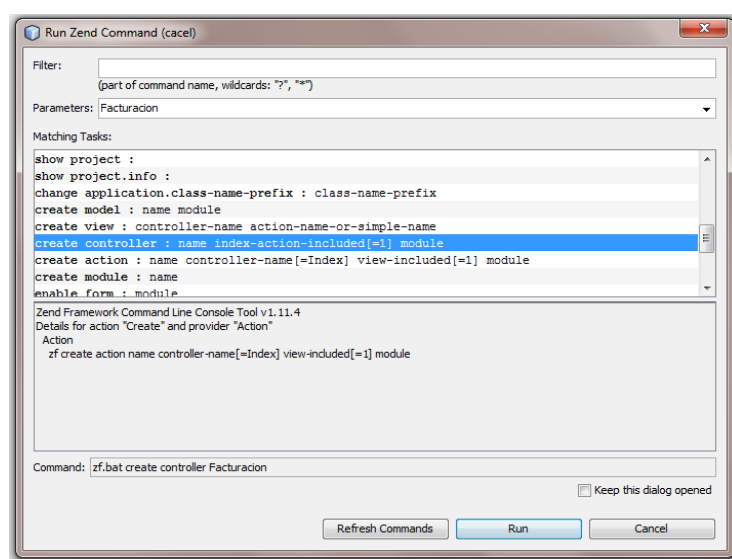 Run Zend Command (cacel)
Filter:
(part of command name, wildcards: "?", "*")
Parameters: Facturacion
Matching Tasks:
show project :
show project.info :
change application.class-name-prefix : class-name-prefix
create model : name module
create view : controller-name action-name-or-simple-name
create controller : name index-action-included[=1] module
create action : name controller-name[=Index] view-included[=1] module
create module : name
enable form : module
Zend Framework Command Line Console Tool v1.11.4
Details for action "Create" and provider "Action"
Action
zf create action name controller-name[=Index] view-included[=1] module
Command: zf.bat create controller Facturacion
Keep this dialog opened
Refresh Commands Run Cancel